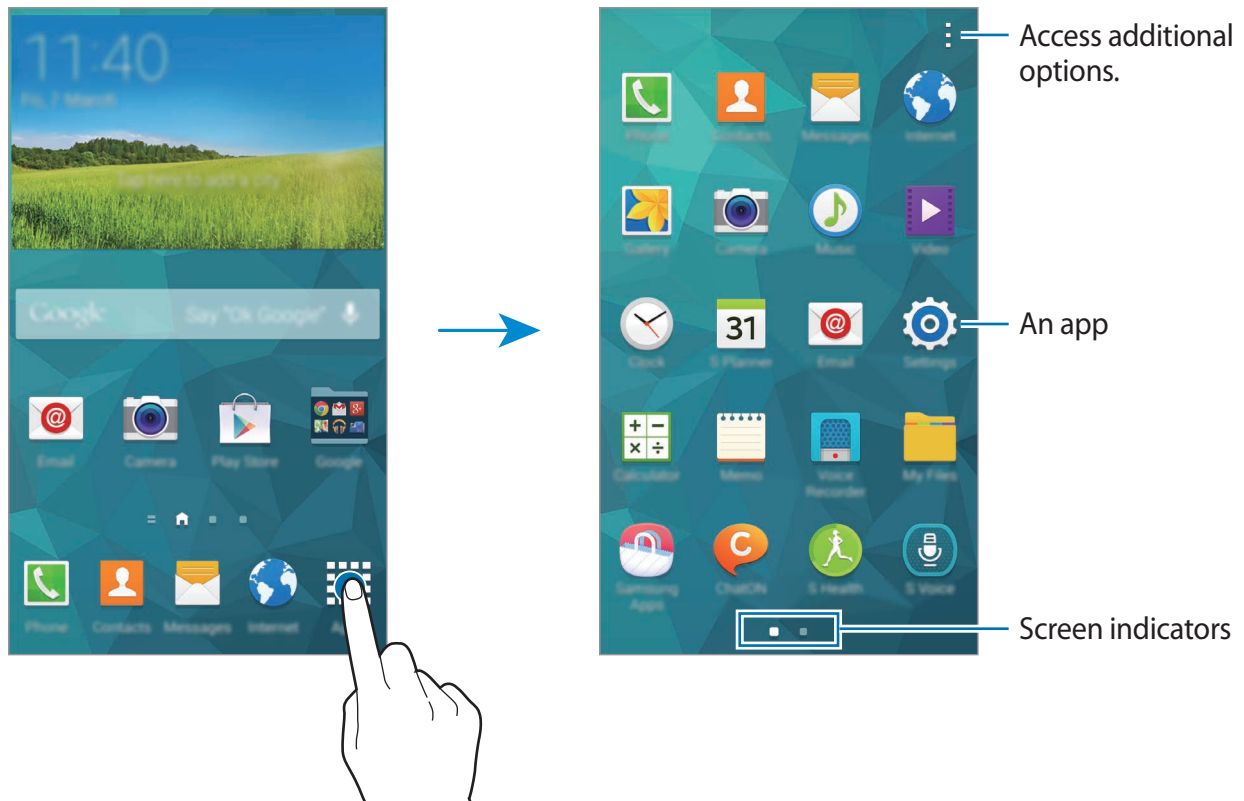 11:40
Fri, 7 March
Tap here to add a city
Google Say "Ok Google"
Email Camera Play Store Google
Phone Contacts Messages Internet
Access additional
options.
Phone Contacts Messages Internet
Gallery Camera Music Video
31
An app
Clock S Planner Email Settings
Calculator Memo Voice
Recorder My Files
C
Samsung
Apps ChatON S Health S Voice
Screen indicators